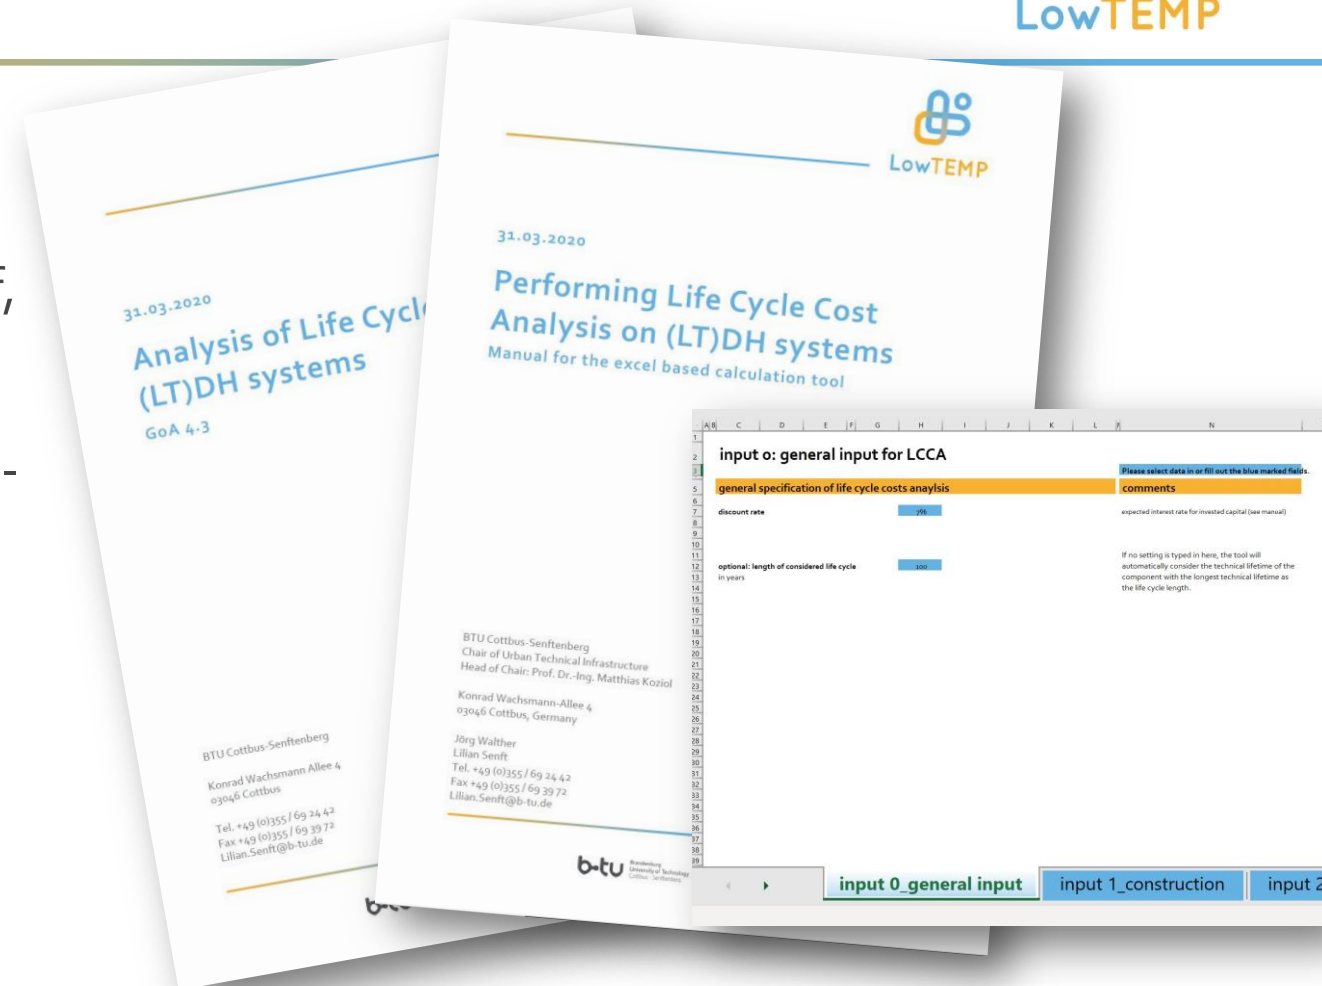 LowTEMP
31.03.2020
Analysis of Life Cycl
(LT)DH systems
GoA 4.3
BTU Cottbus-Senftenberg
Konrad Wachsmann Allee 4
03046 Cottbus
Tel. +49 (0)355 / 69 24 42
Fax +49 (0)355 / 69 39 72
Lilian.Senft@b-tu.de
LowTEMP
31.03.2020
Performing Life Cycle Cost
Analysis on (LT)DH systems
Manual for the excel based calculation tool
BTU Cottbus-Senftenberg
Chair of Urban Technical Infrastructure
Head of Chair: Prof. Dr.-Ing. Matthias Koziol
Konrad Wachsmann-Allee 4
03046 Cottbus, Germany
Jörg Walther
Lilian Senft
Tel. +49 (0)355 / 69 24 42
Fax +49 (0)355 / 69 39 72
Lilian.Senft@b-tu.de
b-tu
Brandenburg
University of Technology
Cottbus - Senftenberg
A B C D E F G H I J K L N
input 0: general input for LCCA
Please select data in or fill out the blue marked fields.
general specification of life cycle costs anaylsis
comments
discount rate
7%
expected interest rate for invested capital (see manual)
optional: length of considered life cycle
in years
100
If no setting is typed in here, the tool will
automatically consider the technical lifetime of the
component with the longest technical lifetime as
the life cycle length.
input 0_general input
input 1_construction
input 2